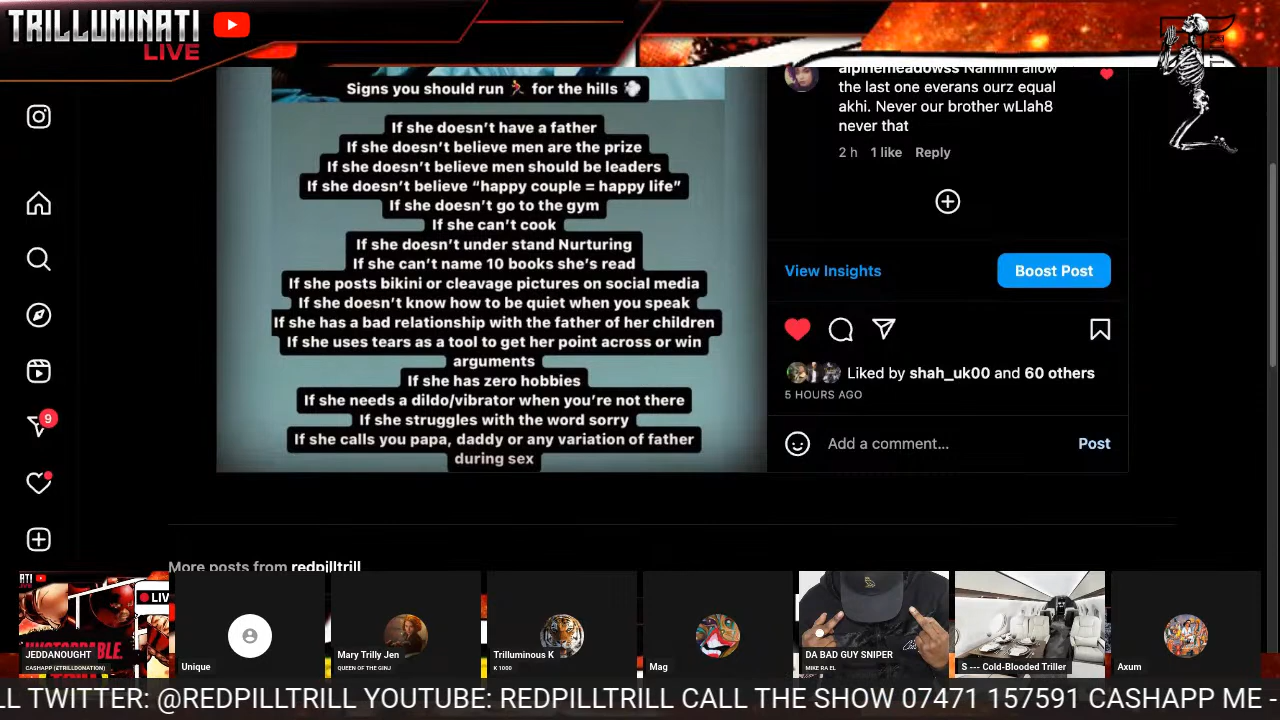 TRILLUMINATI
LIVE
Signs you should run 🏃 for the hills 💨
If she doesn't have a father
If she doesn't believe men are the prize
If she doesn't believe men should be leaders
If she doesn't believe “happy couple = happy life”
If she doesn't go to the gym
If she can't cook
If she doesn't under stand Nurturing
If she can't name 10 books she's read
If she posts bikini or cleavage pictures on social media
If she doesn't know how to be quiet when you speak
If she has a bad relationship with the father of her children
If she uses tears as a tool to get her point across or win
arguments
If she has zero hobbies
If she needs a dildo/vibrator when you're not there
If she struggles with the word sorry
If she calls you papa, daddy or any variation of father
during sex
alpinemeadowss Nahhhh allow
the last one everans ourz equal
akhi. Never our brother wLlah8
never that
2 h 1 like Reply
View Insights
Boost Post
Liked by shah_uk00 and 60 others
5 HOURS AGO
Add a comment...
Post
9
More posts from redpilltrill
LIV
JEDDANOUGHT
CASHAPP (£TRILLDONATION)
Unique
Mary Trilly Jen
QUEEN OF THE GINJ
Trilluminous K
K 1000
Mag
DA BAD GUY SNIPER
MIKE RA EL
S --- Cold-Blooded Triller
Axum
LL TWITTER: @REDPILLTRILL YOUTUBE: REDPILLTRILL CALL THE SHOW 07471 157591 CASHAPP ME -